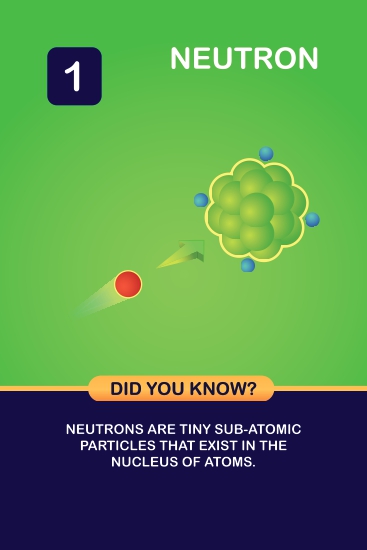 1
NEUTRON
DID YOU KNOW?
NEUTRONS ARE TINY SUB-ATOMIC
PARTICLES THAT EXIST IN THE
NUCLEUS OF ATOMS.